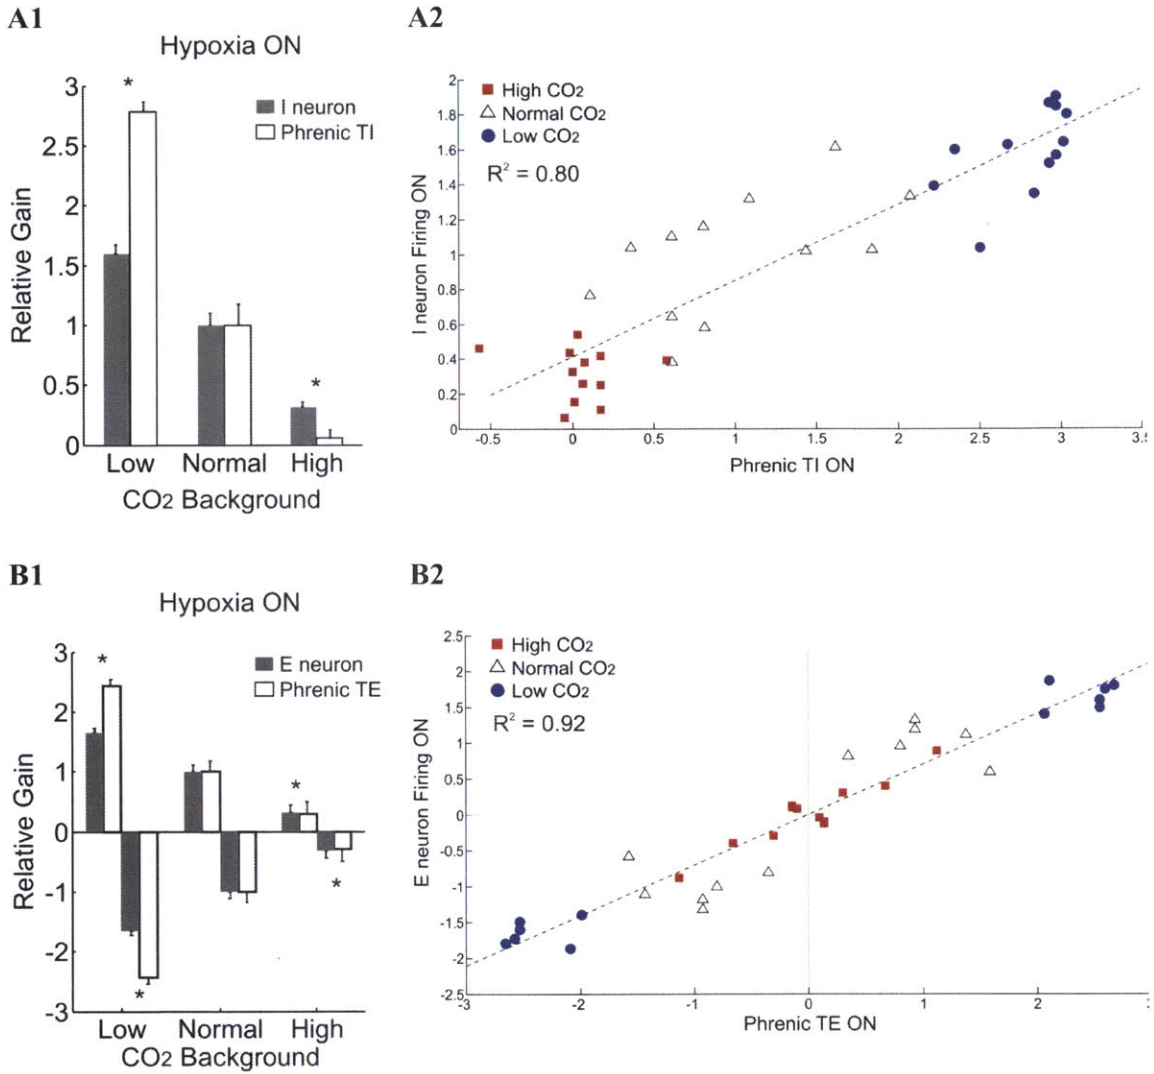 A1
Hypoxia ON
*
I neuron
Phrenic TI
*
3
2.5
2
1.5
1
0.5
0
Relative Gain
Low Normal High
CO2 Background
A2
High CO2
Normal CO2
Low CO2
R2 = 0.80
2
1.8
1.6
1.4
1.2
1
0.8
0.6
0.4
0.2
0
I neuron Firing ON
-0.5 0 0.5 1 1.5 2 2.5 3 3.5
Phrenic TI ON
B1
Hypoxia ON
*
E neuron
Phrenic TE
*
*
*
3
2
1
0
-1
-2
-3
Relative Gain
Low Normal High
CO2 Background
B2
High CO2
Normal CO2
Low CO2
R2 = 0.92
2.5
2
1.5
1
0.5
0
-0.5
-1
-1.5
-2
-2.5
E neuron Firing ON
-3 -2 -1 0 1 2
Phrenic TE ON